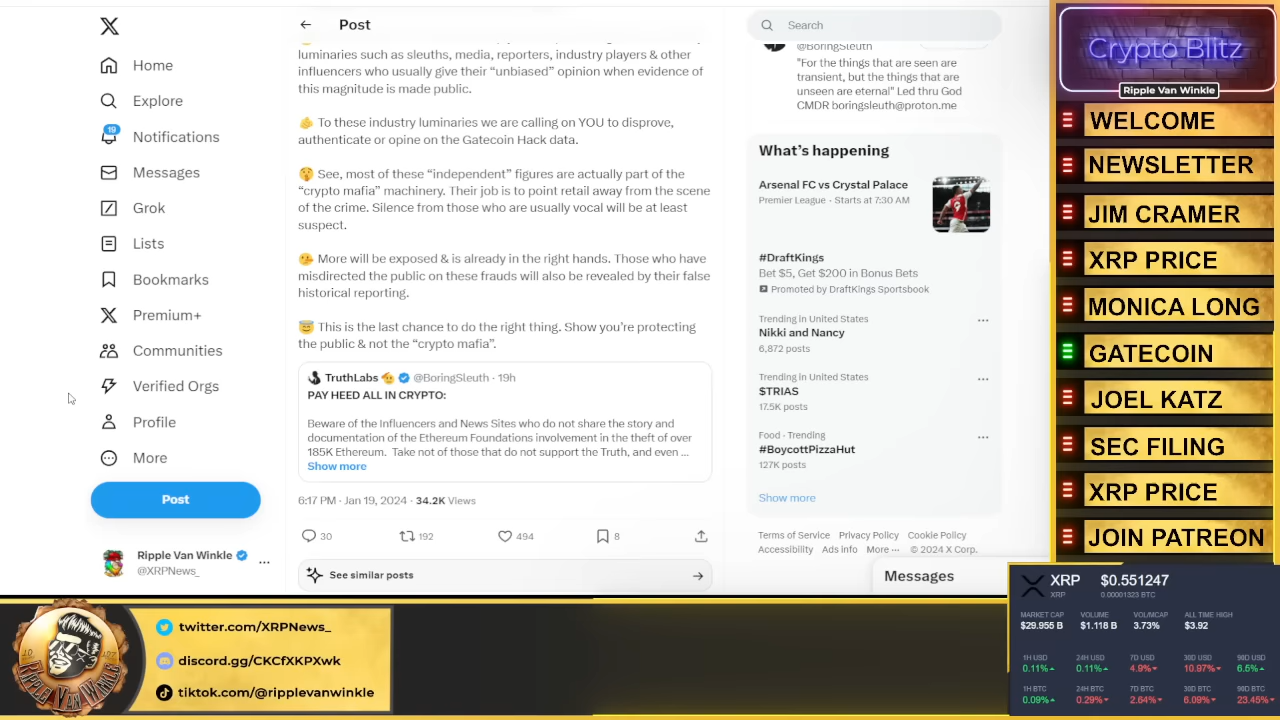 Home
Explore
19
Notifications
Messages
Grok
Lists
Bookmarks
Premium+
Communities
Verified Orgs
Profile
More
Post
Ripple Van Winkle
@XRPNews_
Post
luminaries such as sleuths, media, reporters, industry players & other
influencers who usually give their “unbiased” opinion when evidence of
this magnitude is made public.
To these industry luminaries we are calling on YOU to disprove,
authenticate or opine on the Gatecoin Hack data.
See, most of these “independent” figures are actually part of the
“crypto mafia” machinery. Their job is to point retail away from the scene
of the crime. Silence from those who are usually vocal will be at least
suspect.
More will be exposed & is already in the right hands. Those who have
misdirected the public on these frauds will also be revealed by their false
historical reporting.
This is the last chance to do the right thing. Show you’re protecting
the public & not the “crypto mafia”.
TruthLabs @BoringSleuth · 19h
PAY HEED ALL IN CRYPTO:
Beware of the Influencers and News Sites who do not share the story and
documentation of the Ethereum Foundations involvement in the theft of over
185K Ethereum. Take not of those that do not support the Truth, and even ...
Show more
6:17 PM · Jan 19, 2024 · 34.2K Views
30 192 494 8
See similar posts
Search
@BoringSleuth
"For the things that are seen are
transient, but the things that are
unseen are eternal" Led thru God
CMDR boringsleuth@proton.me
What’s happening
Arsenal FC vs Crystal Palace
Premier League · Starts at 7:30 AM
#DraftKings
Bet $5, Get $200 in Bonus Bets
Promoted by DraftKings Sportsbook
Trending in United States
Nikki and Nancy
6,872 posts
Trending in United States
$TRIAS
17.5K posts
Food · Trending
#BoycottPizzaHut
127K posts
Show more
Terms of Service Privacy Policy Cookie Policy
Accessibility Ads info More ··· © 2024 X Corp.
Messages
Crypto Blitz
Ripple Van Winkle
WELCOME
NEWSLETTER
JIM CRAMER
XRP PRICE
MONICA LONG
GATECOIN
JOEL KATZ
SEC FILING
XRP PRICE
JOIN PATREON
XRP $0.551247
XRP 0.00001323 BTC
MARKET CAP VOLUME VOL/MCAP ALL TIME HIGH
$29.955 B $1.118 B 3.73% $3.92
1H USD 24H USD 7D USD 30D USD 90D USD
0.11% 0.11% 4.9% 10.97% 6.5%
1H BTC 24H BTC 7D BTC 30D BTC 90D BTC
0.09% 0.29% 2.64% 6.09% 23.45%
RIPPLE VAN WINKLE
twitter.com/XRPNews_
discord.gg/CKCfXKPXwk
tiktok.com/@ripplevanwinkle